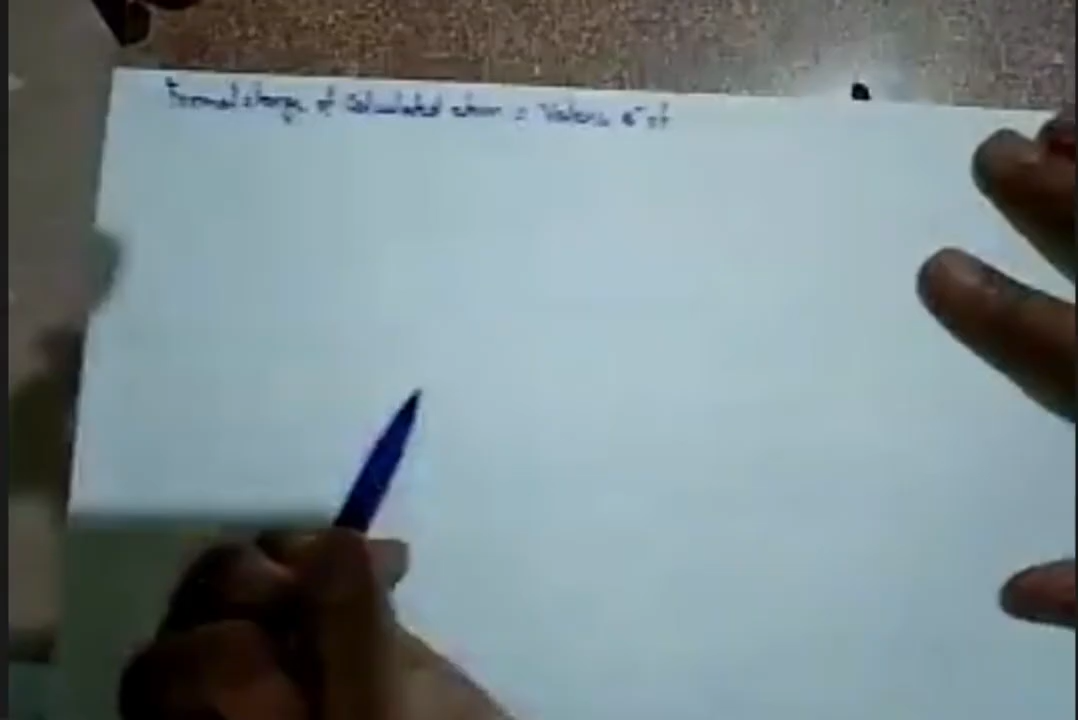 Formal charge of Calculated atom = Valence e⁻ of